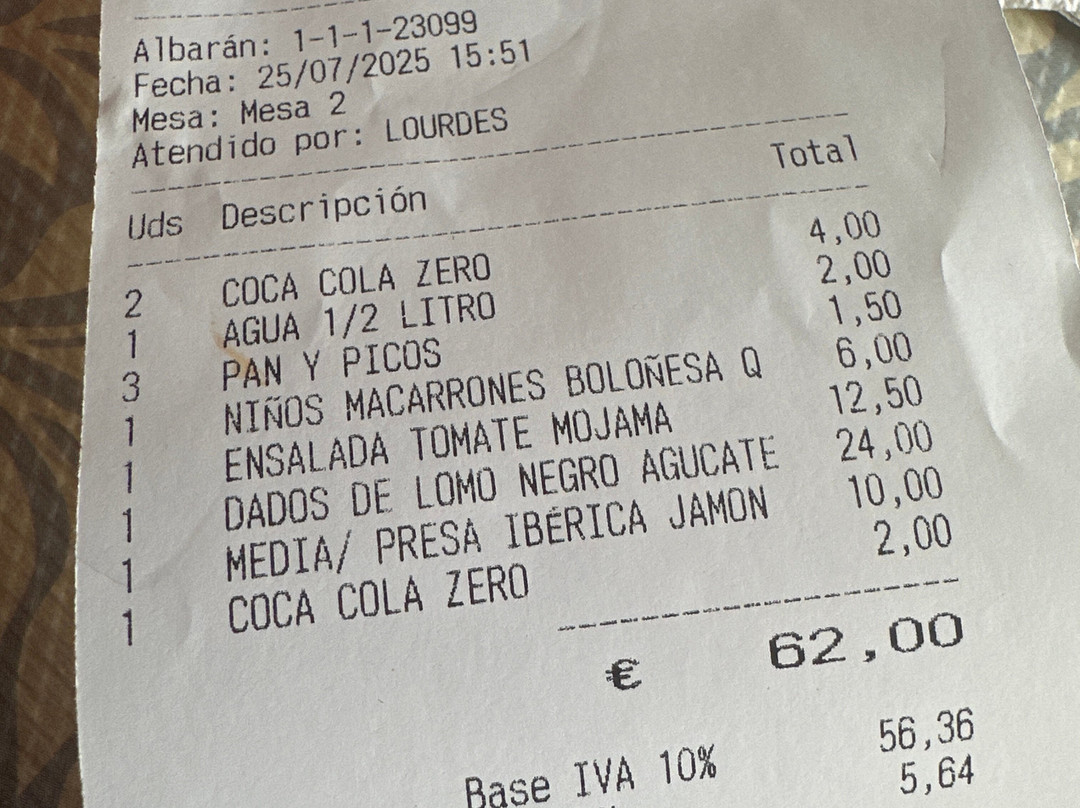 Albarán: 1-1-1-23099
Fecha: 25/07/2025 15:51
Mesa: Mesa 2
Atendido por: LOURDES
Uds Descripción Total
2 COCA COLA ZERO 4,00
1 AGUA 1/2 LITRO 2,00
3 PAN Y PICOS 1,50
1 NIÑOS MACARRONES BOLOÑESA Q 6,00
1 ENSALADA TOMATE MOJAMA 12,50
1 DADOS DE LOMO NEGRO AGUCATE 24,00
1 MEDIA/ PRESA IBÉRICA JAMON 10,00
1 COCA COLA ZERO 2,00
€ 62,00
Base IVA 10% 56,36
5,64